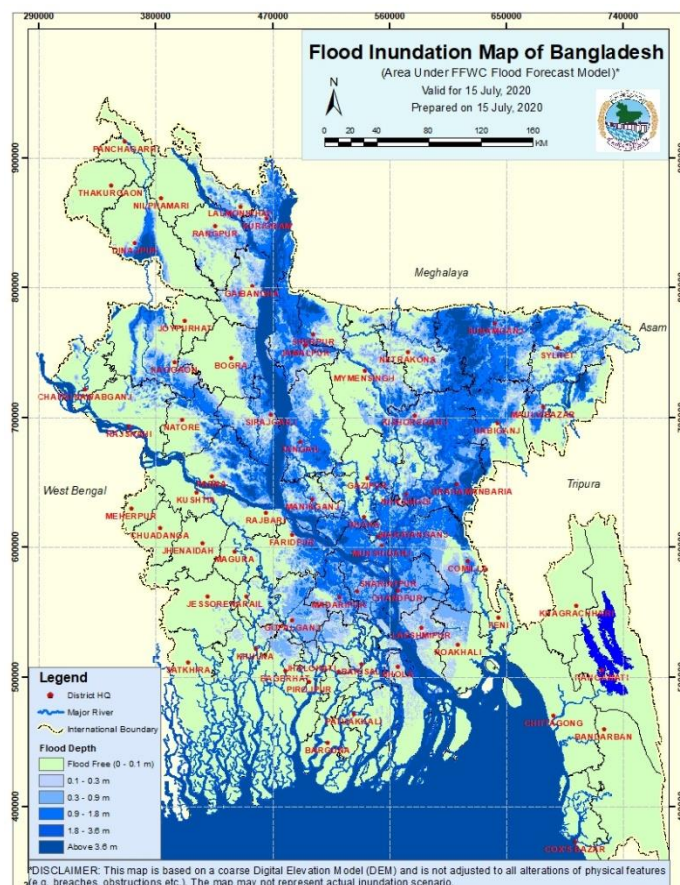 290000 380000 470000 560000 650000 740000
Flood Inundation Map of Bangladesh
(Area Under FFWC Flood Forecast Model)*
Valid for 15 July, 2020
Prepared on 15 July, 2020
N
0 20 40 80 120 160
KM
900000
PANCHAGARH
THAKURGAON
NILPHAMARI
LALMONIRHAT
KURIGRAM
RANGPUR
DINAJPUR
Meghalaya
GAIBANDHA
800000
JOYPURHAT
SHERPUR
JAMALPUR
SUNAMGANJ
Asam
SYLHET
NETRAKONA
NAOGAON
BOGRA
MYMENSINGH
CHAPAI NAWABGANJ
MAULVIBAZAR
700000
RAJSHAHI
NATORE
SIRAJGANJ
KISHOREGANJ
HABIGANJ
TANGAIL
West Bengal
PABNA
GAZIPUR
Tripura
KUSHTIA
MANIKGANJ
NARSINGDI
BRAHMANBARIA
MEHERPUR
RAJBARI
DHAKA
CHUADANGA
FARIDPUR
NARAYANGANJ
600000
JHENAIDAH
MUNSHIGANJ
MAGURA
COMILLA
SHARIATPUR
JESSORE
NARAIL
MADARIPUR
CHANDPUR
GOPALGANJ
LAKSHMIPUR
FENI
KHAGRACHHARI
NOAKHALI
500000
SATKHIRA
KHULNA
BAGERHAT
JHALOKATI
BARISAL
BHOLA
PIROJPUR
RANGAMATI
PATUAKHALI
CHITTAGONG
BANDARBAN
BARGUNA
400000
COX'S BAZAR
Legend
District HQ
Major River
International Boundary
Flood Depth
Flood Free (0 - 0.1 m)
0.1 - 0.3 m
0.3 - 0.9 m
0.9 - 1.8 m
1.8 - 3.6 m
Above 3.6 m
*DISCLAIMER: This map is based on a coarse Digital Elevation Model (DEM) and is not adjusted to all alterations of physical features
(e.g. breaches, obstructions etc.). The map may not represent actual inundation scenario.